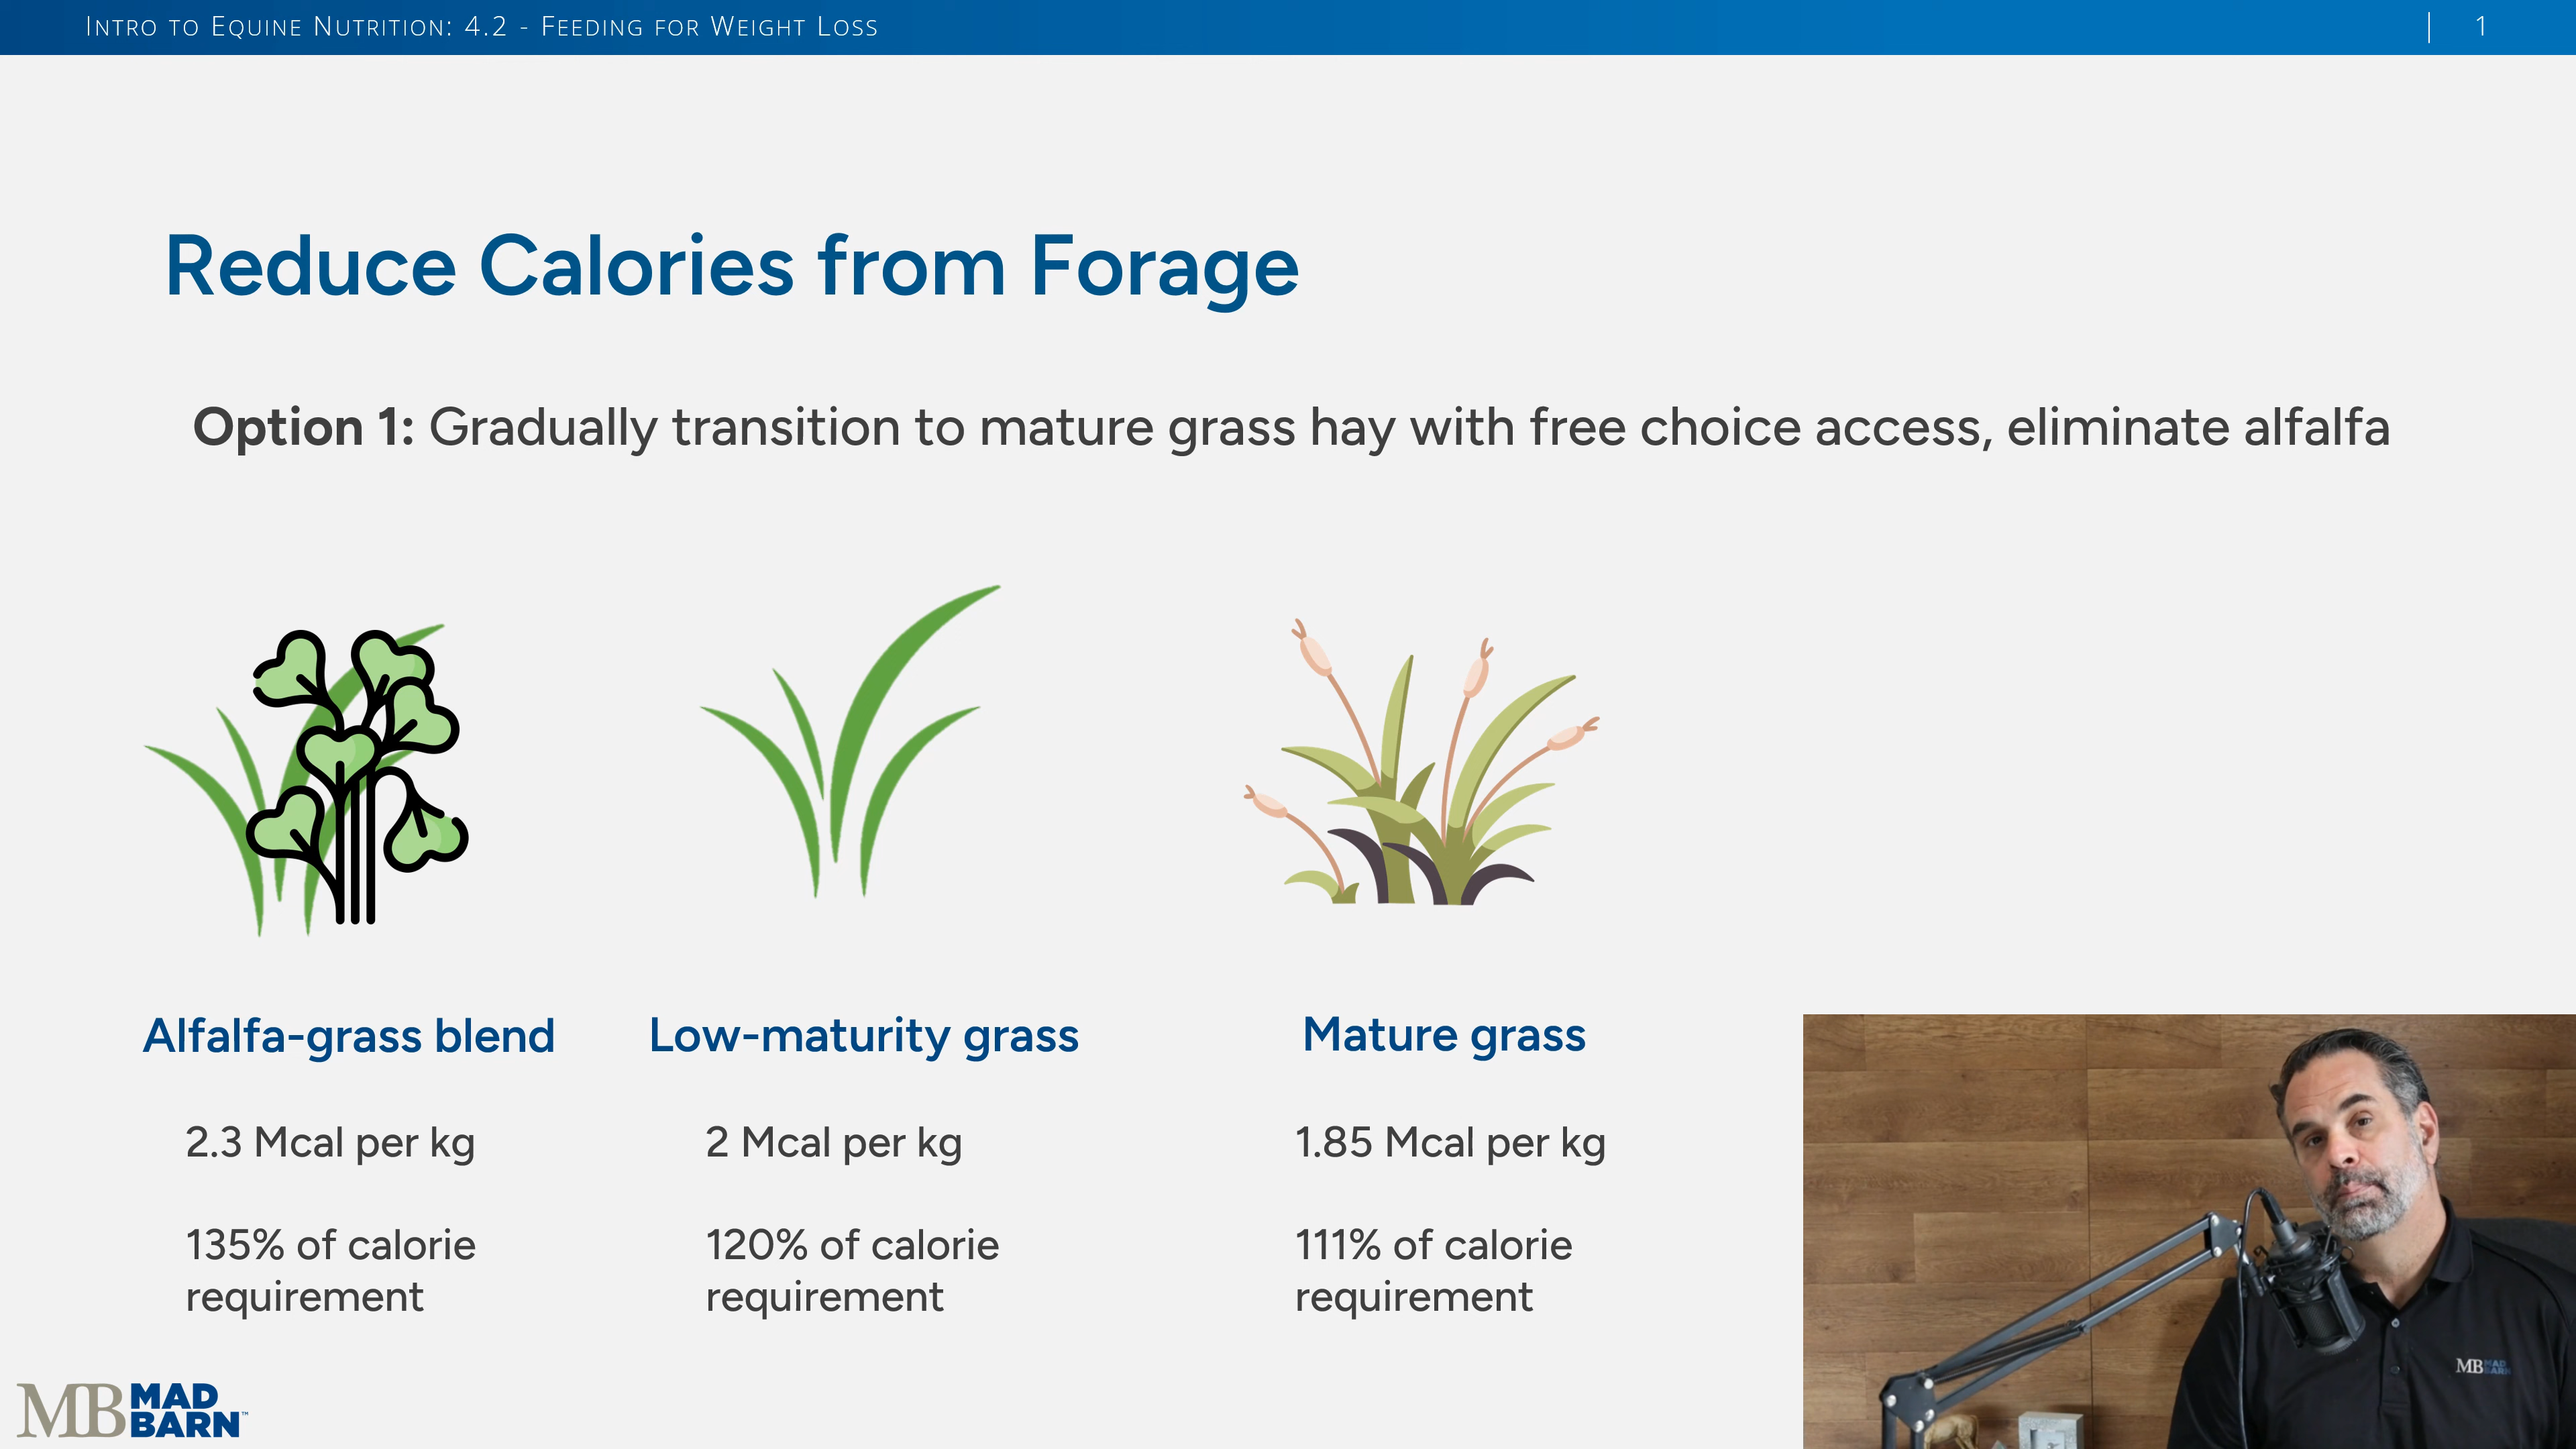 Intro to Equine Nutrition: 4.2 - Feeding for Weight Loss
1
Reduce Calories from Forage
Option 1: Gradually transition to mature grass hay with free choice access, eliminate alfalfa
Alfalfa-grass blend
2.3 Mcal per kg
135% of calorie
requirement
Low-maturity grass
2 Mcal per kg
120% of calorie
requirement
Mature grass
1.85 Mcal per kg
111% of calorie
requirement
MB MAD
BARN™
MB MAD
BARN